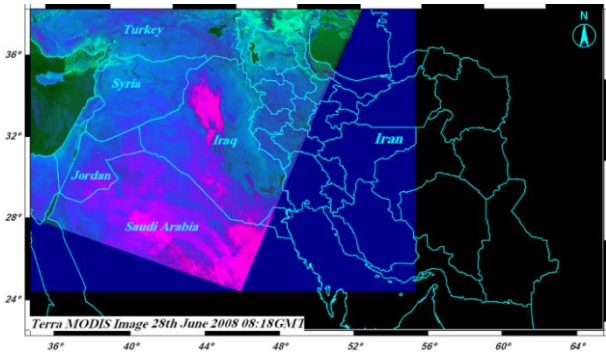 N
36°
32°
28°
24°
Turkey
Syria
Iraq
Iran
Jordan
Saudi Arabia
Terra MODIS Image 28th June 2008 08:18GMT
36° 40° 44° 48° 52° 56° 60° 64°